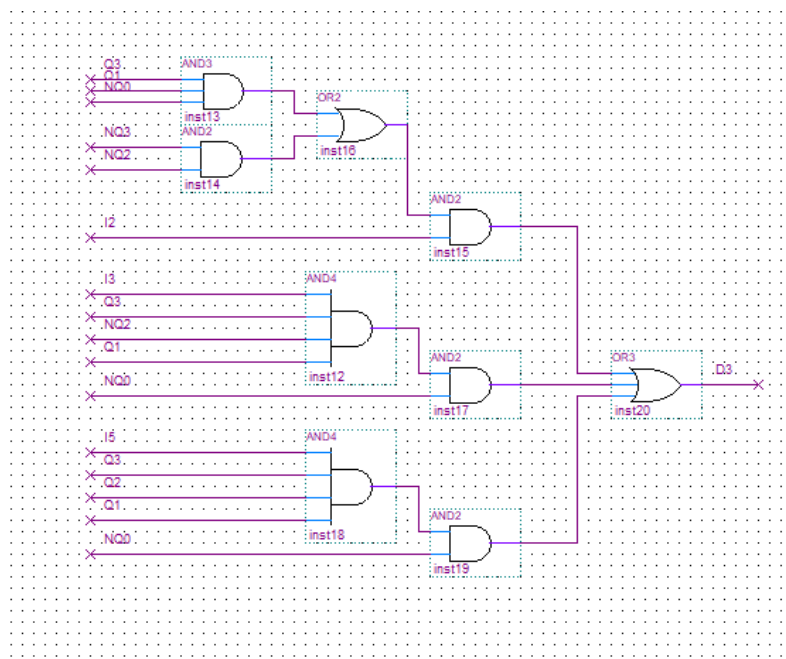 Q3
AND3
Q1
NQ0
OR2
inst13
NQ3
AND2
NQ2
inst16
inst14
AND2
I2
inst15
I3
AND4
Q3
NQ2
Q1
AND2
OR3
D3
inst12
NQ0
inst17
inst20
I5
AND4
Q3
Q2
Q1
AND2
inst18
NQ0
inst19